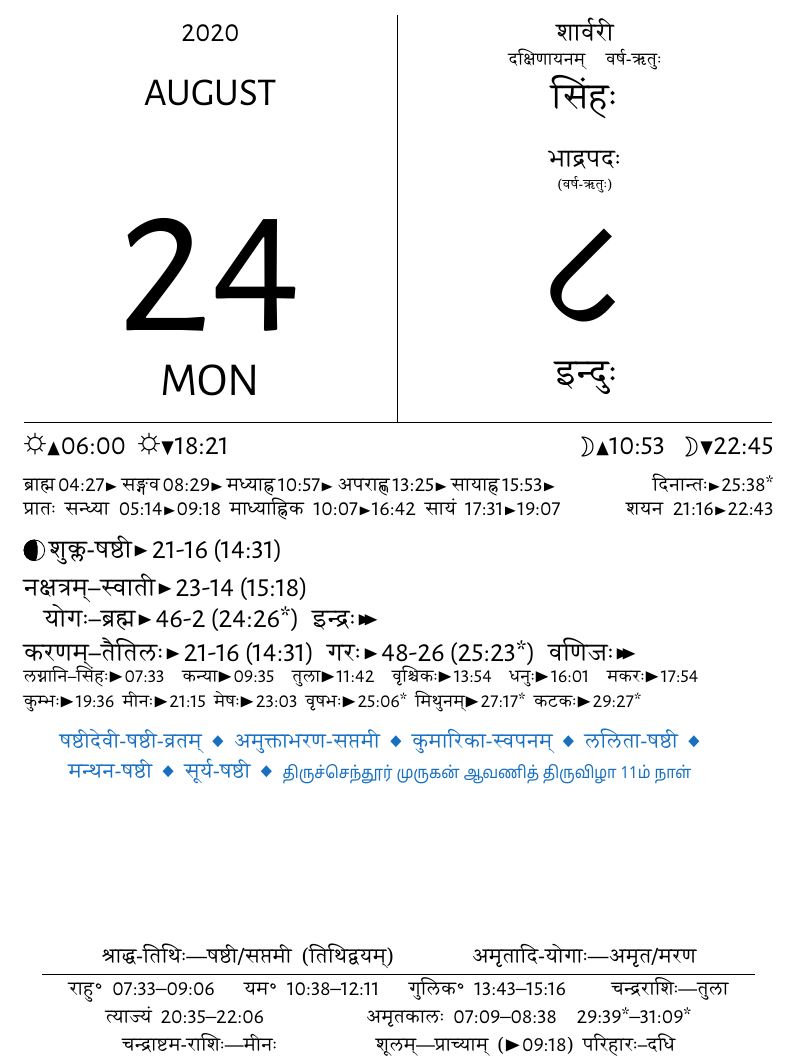 2020
AUGUST
24
MON
शार्वरी
दक्षिणायनम् वर्ष-ऋतुः
सिंहः
भाद्रपदः
(वर्ष-ऋतुः)
८
इन्दुः
☼▲06:00 ☼▼18:21 ☽▲10:53 ☽▼22:45
ब्राह्म 04:27► सङ्गव 08:29► मध्याह्न 10:57► अपराह्ण 13:25► सायाह्न 15:53► दिनान्तः►25:38*
प्रातः सन्ध्या 05:14►09:18 माध्याह्निक 10:07►16:42 सायं 17:31►19:07 शयन 21:16►22:43
शुक्ल-षष्ठी► 21-16 (14:31)
नक्षत्रम्–स्वाती► 23-14 (15:18)
योगः–ब्रह्म► 46-2 (24:26*) इन्द्रः►►
करणम्–तैतिलः► 21-16 (14:31) गरः► 48-26 (25:23*) वणिजः►►
लग्नानि–सिंहः►07:33 कन्या►09:35 तुला►11:42 वृश्चिकः►13:54 धनुः►16:01 मकरः►17:54
कुम्भः►19:36 मीनः►21:15 मेषः►23:03 वृषभः►25:06* मिथुनम्►27:17* कटकः►29:27*
षष्ठीदेवी-षष्ठी-व्रतम् ◆ अमुक्ताभरण-सप्तमी ◆ कुमारिका-स्वपनम् ◆ ललिता-षष्ठी ◆
मन्थन-षष्ठी ◆ सूर्य-षष्ठी ◆ திருச்செந்தூர் முருகன் ஆவணித் திருவிழா 11ம் நாள்
श्राद्ध-तिथिः—षष्ठी/सप्तमी (तिथिद्वयम्) अमृतादि-योगाः—अमृत/मरण
राहु° 07:33–09:06 यम° 10:38–12:11 गुलिक° 13:43–15:16 चन्द्रराशिः—तुला
त्याज्यं 20:35–22:06 अमृतकालः 07:09–08:38 29:39*–31:09*
चन्द्राष्टम-राशिः—मीनः शूलम्—प्राच्याम् (►09:18) परिहारः–दधि